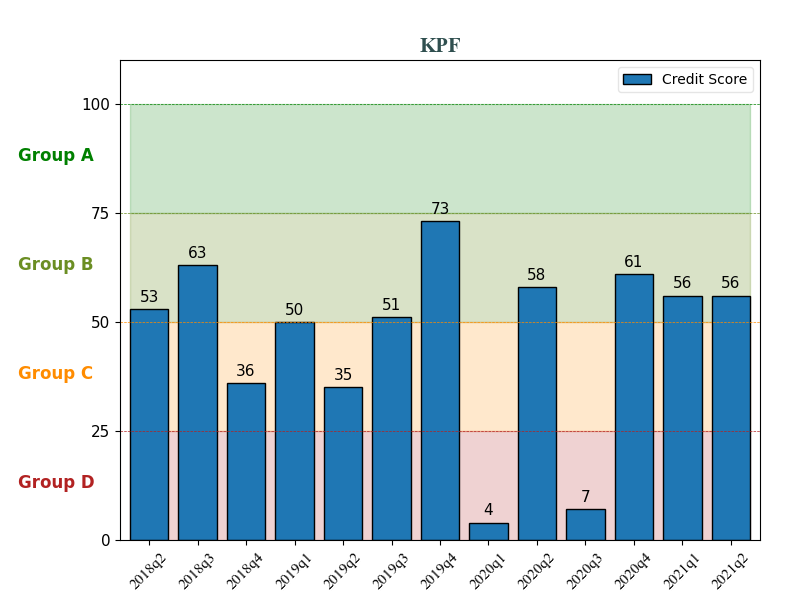 KPF
Credit Score
100
Group A
75
73
63
61
Group B
58
56
56
53
51
50
50
36
35
Group C
25
Group D
7
4
0
2018q2
2018q3
2018q4
2019q1
2019q2
2019q3
2019q4
2020q1
2020q2
2020q3
2020q4
2021q1
2021q2